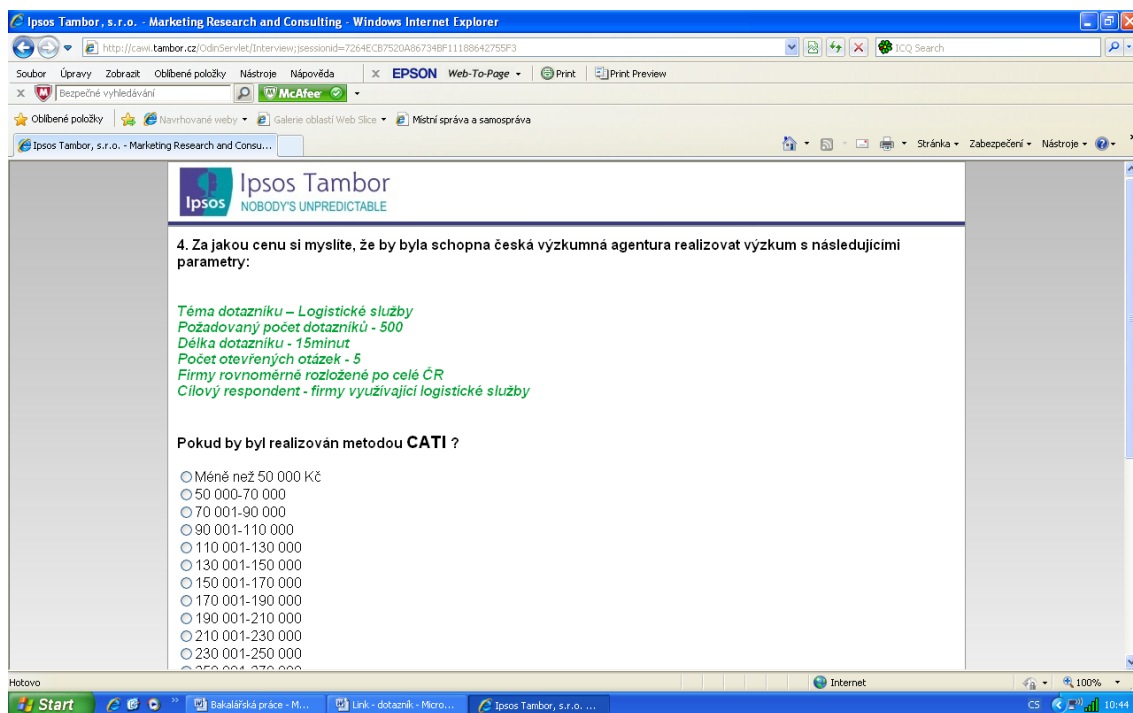 Ipsos Tambor, s.r.o. - Marketing Research and Consulting - Windows Internet Explorer
http://cawi.tambor.cz/OdinServlet/Interview;jsessionid=7264ECB7520A86734BF11188642755F3
ICQ Search
Soubor Úpravy Zobrazit Oblíbené položky Nástroje Nápověda X EPSON Web-To-Page Print Print Preview
X Bezpečné vyhledávání McAfee
Oblíbené položky Navrhované weby Galerie oblastí Web Slice Místní správa a samospráva
Ipsos Tambor, s.r.o. - Marketing Research and Consu... Stránka Zabezpečení Nástroje
Ipsos
Ipsos Tambor
NOBODY'S UNPREDICTABLE
4. Za jakou cenu si myslíte, že by byla schopna česká výzkumná agentura realizovat výzkum s následujícími
parametry:
Téma dotazníku – Logistické služby
Požadovaný počet dotazníků - 500
Délka dotazníku - 15minut
Počet otevřených otázek - 5
Firmy rovnoměrně rozložené po celé ČR
Cílový respondent - firmy využívající logistické služby
Pokud by byl realizován metodou CATI ?
Méně než 50 000 Kč
50 000-70 000
70 001-90 000
90 001-110 000
110 001-130 000
130 001-150 000
150 001-170 000
170 001-190 000
190 001-210 000
210 001-230 000
230 001-250 000
250 001-270 000
Hotovo Internet 100%
Start Bakalářská práce - M... Link - dotazník - Micro... Ipsos Tambor, s.r.o. ... CS 10:44